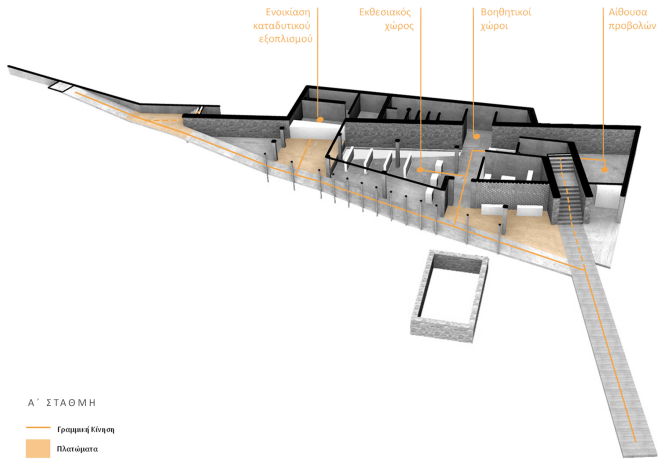 Ενοικίαση
καταδυτικού
εξοπλισμού
Εκθεσιακός
χώρος
Βοηθητικοί
χώροι
Αίθουσα
προβολών
Α΄ ΣΤΑΘΜΗ
Γραμμική Κίνηση
Πλατώματα